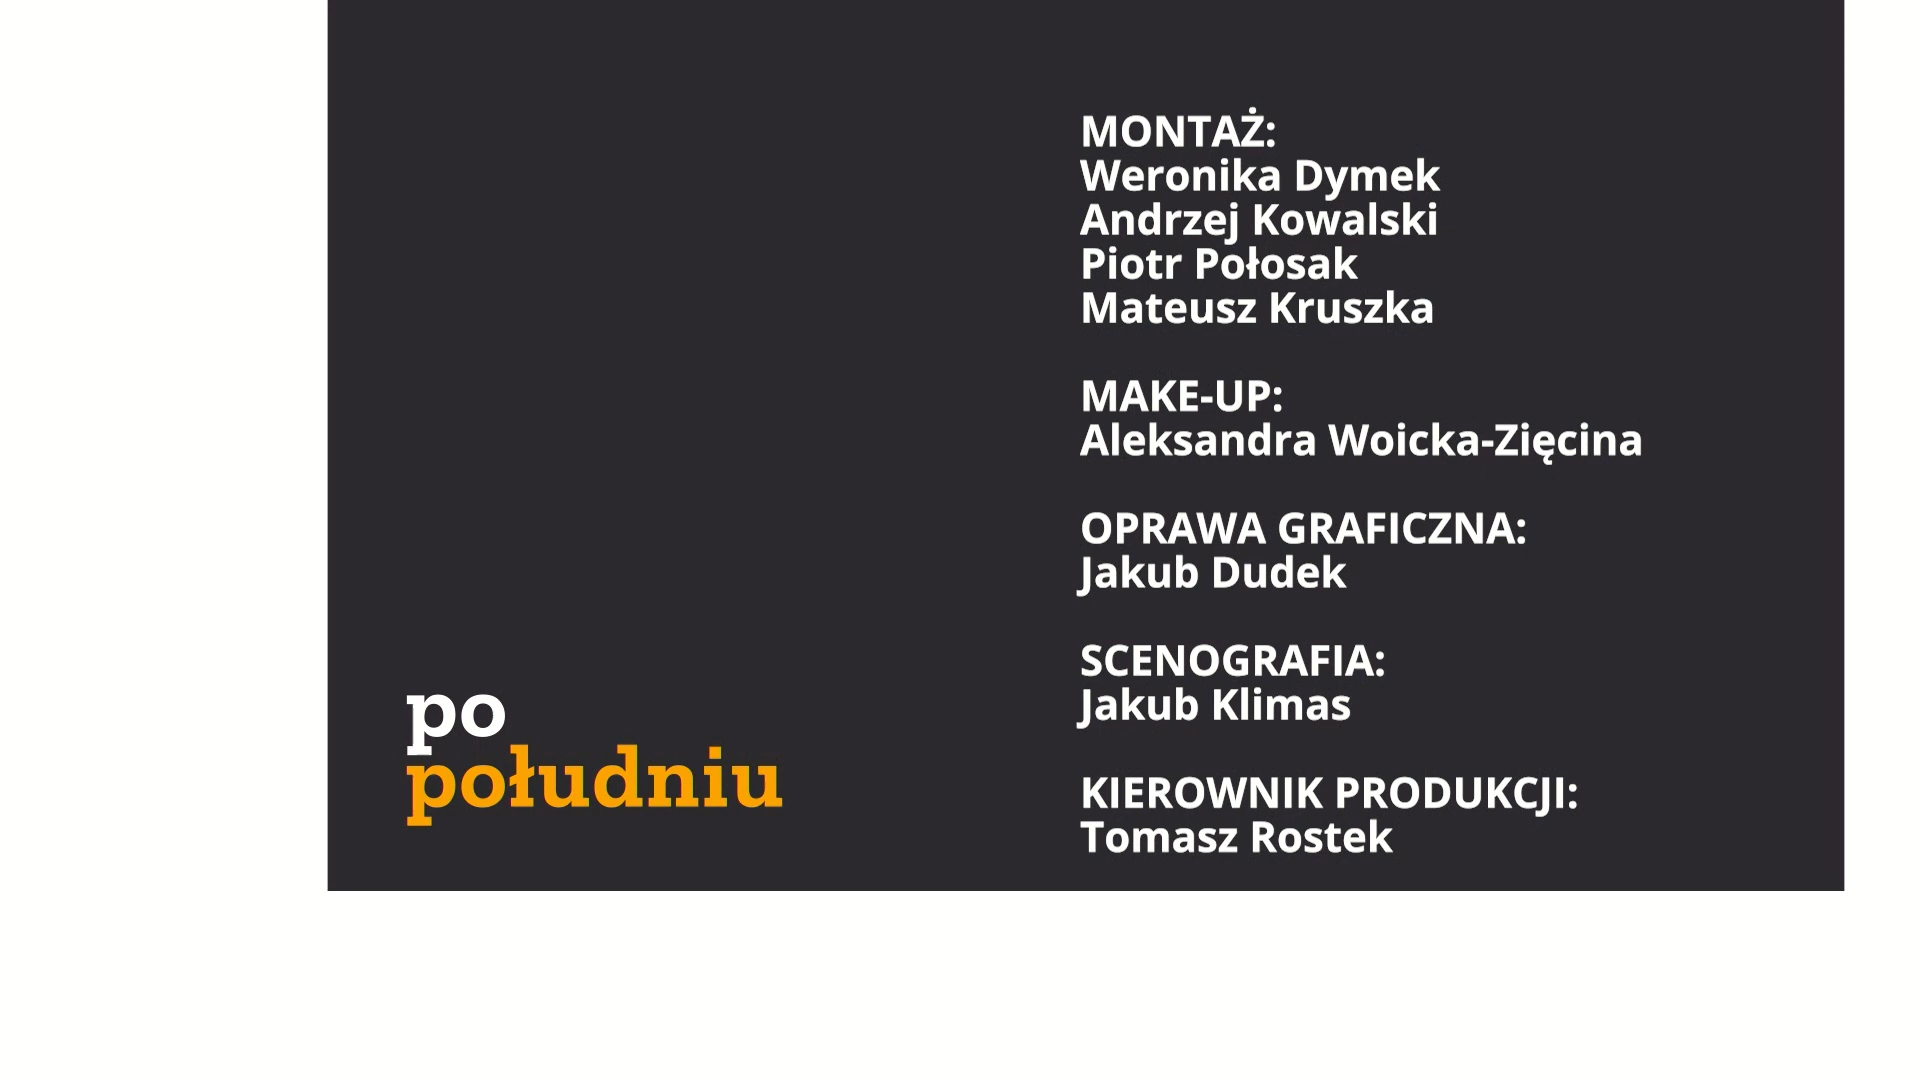 MONTAŻ:
Weronika Dymek
Andrzej Kowalski
Piotr Połosak
Mateusz Kruszka
MAKE-UP:
Aleksandra Woicka-Zięcina
OPRAWA GRAFICZNA:
Jakub Dudek
SCENOGRAFIA:
Jakub Klimas
KIEROWNIK PRODUKCJI:
Tomasz Rostek
po
południu